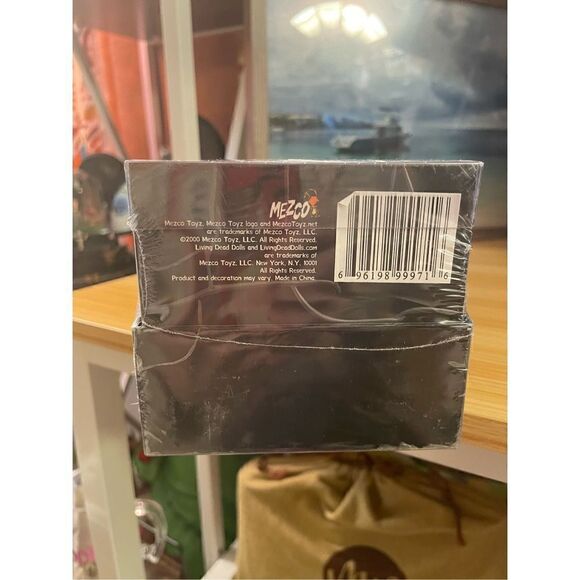 MEZCO
Mezco Toyz, Mezco Toyz logo and MezcoToyz.net
are trademarks of Mezco Toyz, LLC.
©2000 Mezco Toyz, LLC. All Rights Reserved.
Living Dead Dolls and LivingDeadDolls.com
are trademarks of
Mezco Toyz, LLC. New York, N.Y. 10001
All Rights Reserved.
Product and decoration may vary. Made in China.
6 96198 99971 6